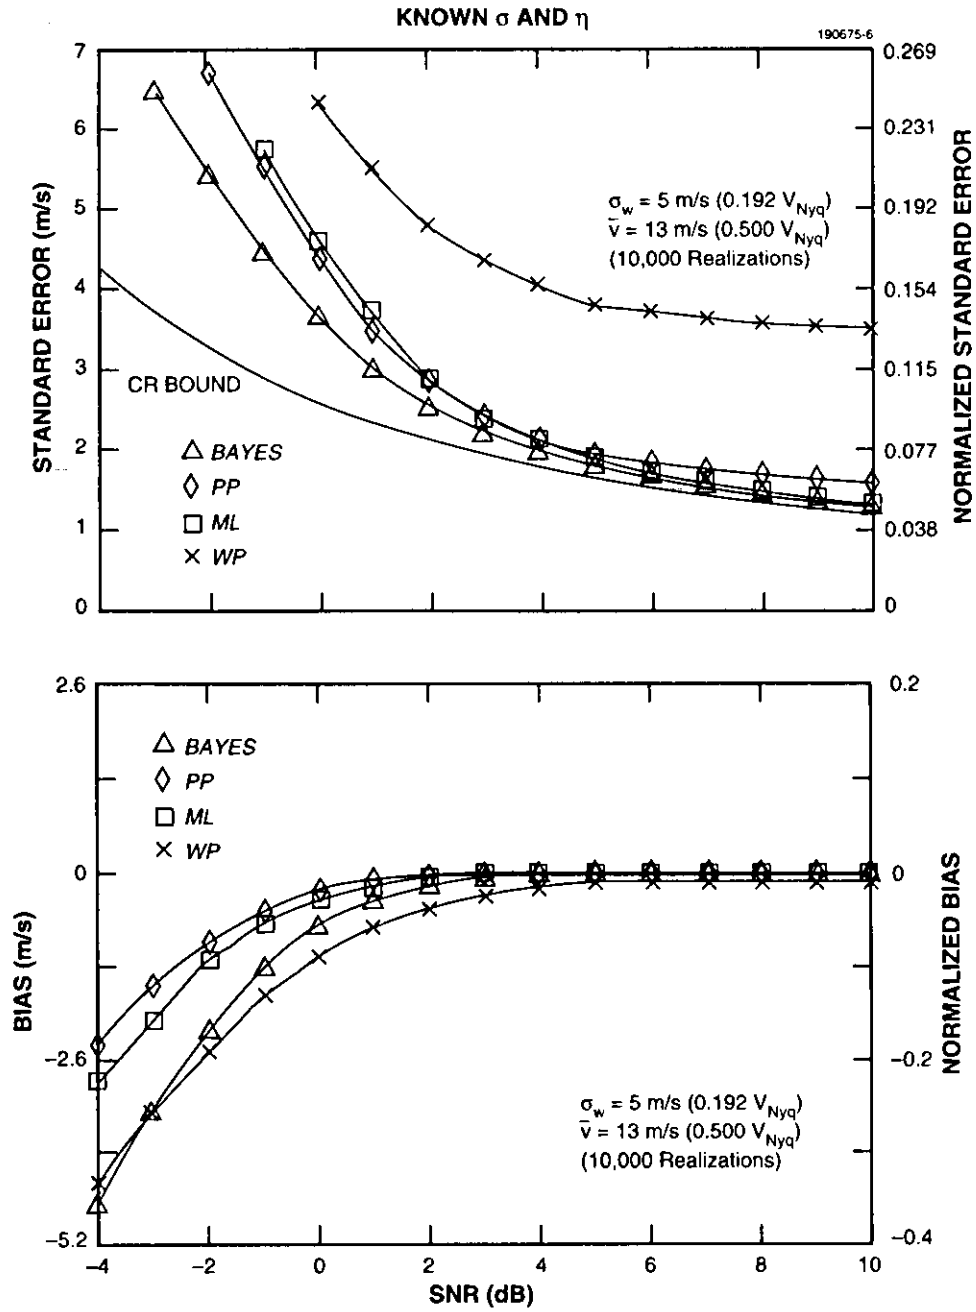 KNOWN σ AND η
190675-6
7
6
5
4
3
2
1
0
STANDARD ERROR (m/s)
0.269
0.231
0.192
0.154
0.115
0.077
0.038
0
NORMALIZED STANDARD ERROR
σw = 5 m/s (0.192 VNyq)
v̄ = 13 m/s (0.500 VNyq)
(10,000 Realizations)
CR BOUND
BAYES
PP
ML
WP
2.6
0
−2.6
−5.2
BIAS (m/s)
0.2
0
−0.2
−0.4
NORMALIZED BIAS
BAYES
PP
ML
WP
σw = 5 m/s (0.192 VNyq)
v̄ = 13 m/s (0.500 VNyq)
(10,000 Realizations)
−4 −2 0 2 4 6 8 10
SNR (dB)